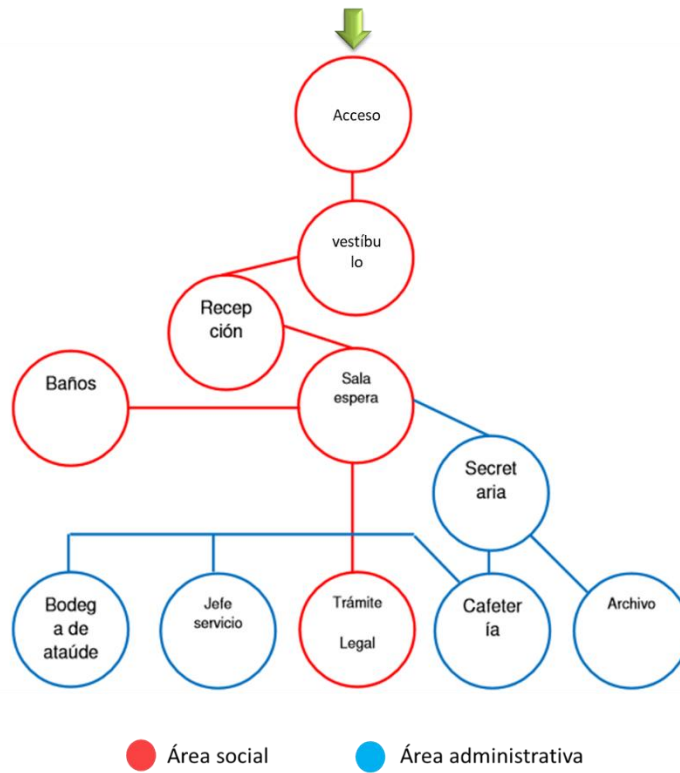 Acceso
vestíbu
lo
Recep
ción
Baños
Sala
espera
Secret
aria
Bodeg
a de
ataúde
Jefe
servicio
Trámite
Legal
Cafeter
ía
Archivo
Área social
Área administrativa